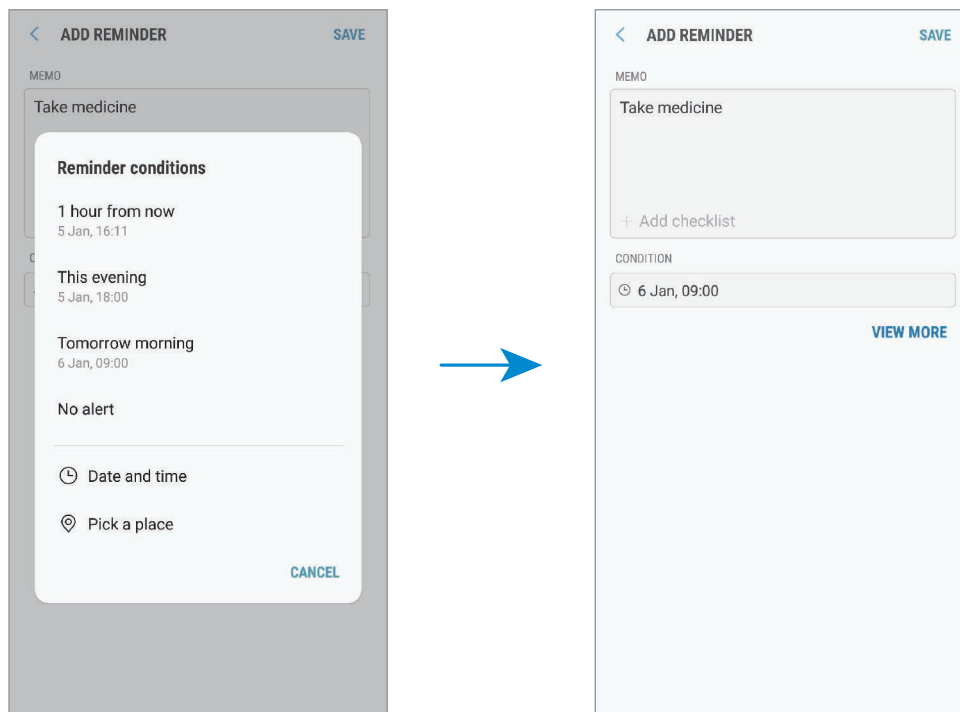 ADD REMINDER SAVE
MEMO
Take medicine
Reminder conditions
1 hour from now
5 Jan, 16:11
This evening
5 Jan, 18:00
Tomorrow morning
6 Jan, 09:00
No alert
Date and time
Pick a place
CANCEL
ADD REMINDER SAVE
MEMO
Take medicine
+ Add checklist
CONDITION
6 Jan, 09:00
VIEW MORE